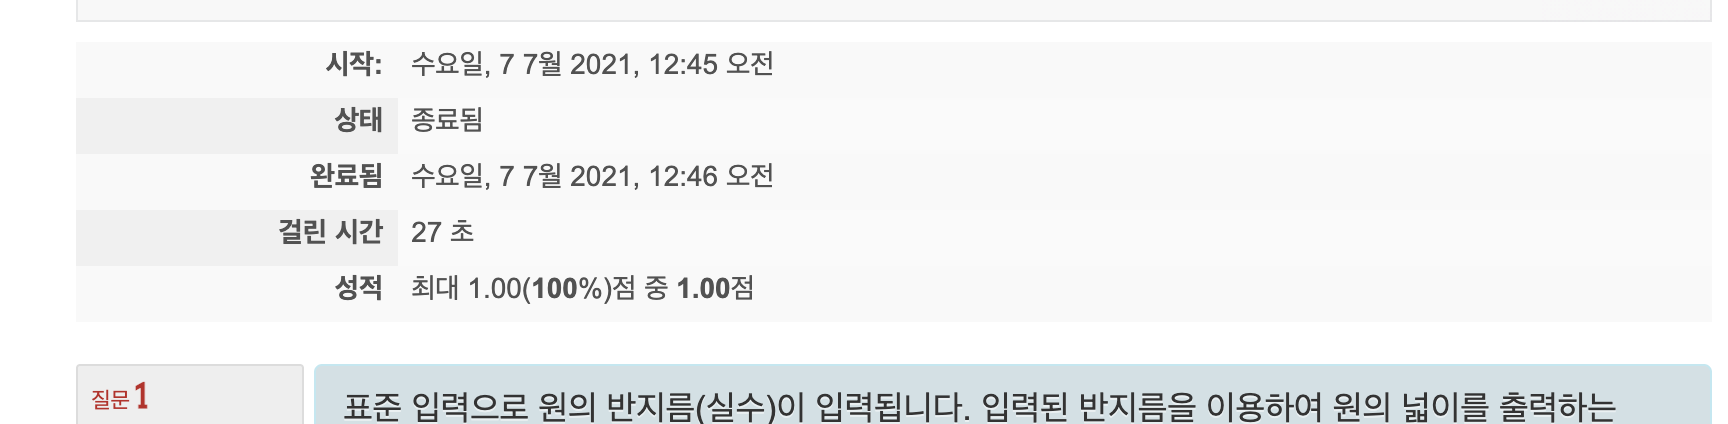 시작: 수요일, 7 7월 2021, 12:45 오전
상태 종료됨
완료됨 수요일, 7 7월 2021, 12:46 오전
걸린 시간 27 초
성적 최대 1.00(100%)점 중 1.00점
질문 1
표준 입력으로 원의 반지름(실수)이 입력됩니다. 입력된 반지름을 이용하여 원의 넓이를 출력하는